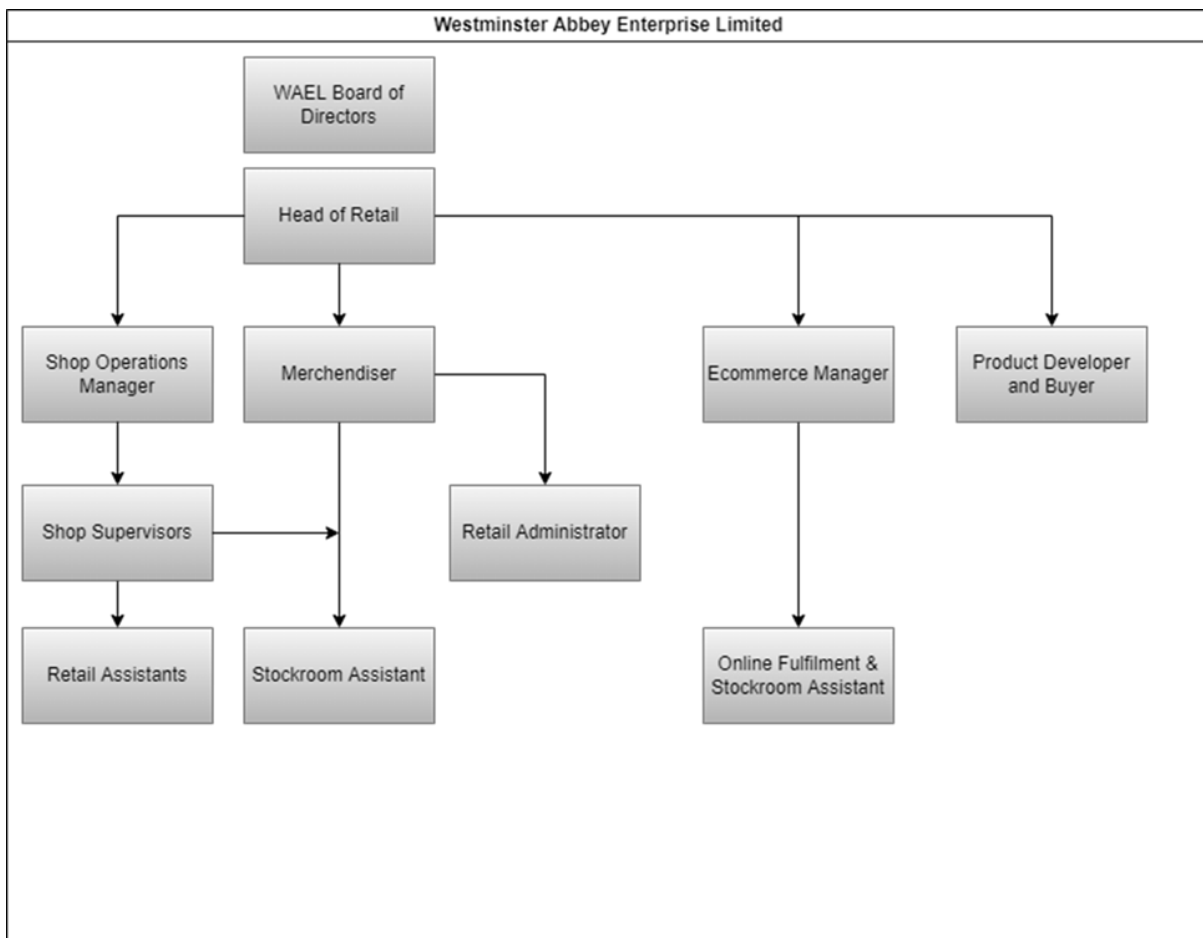 Westminster Abbey Enterprise Limited
WAEL Board of
Directors
Head of Retail
Shop Operations
Manager
Merchendiser
Ecommerce Manager
Product Developer
and Buyer
Shop Supervisors
Retail Administrator
Retail Assistants
Stockroom Assistant
Online Fulfilment &
Stockroom Assistant